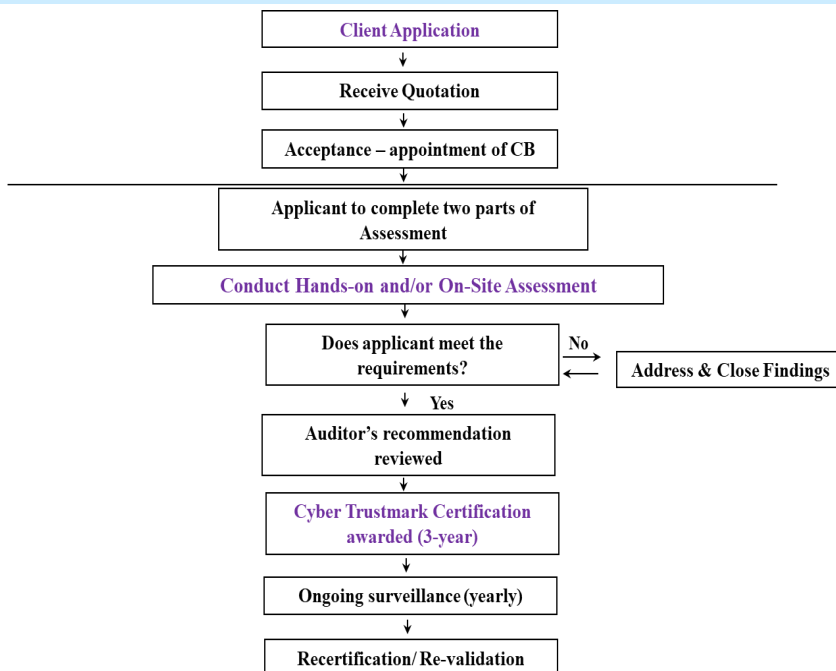 Client Application
Receive Quotation
Acceptance – appointment of CB
Applicant to complete two parts of
Assessment
Conduct Hands-on and/or On-Site Assessment
Does applicant meet the
requirements?
No
Address & Close Findings
Yes
Auditor’s recommendation
reviewed
Cyber Trustmark Certification
awarded (3-year)
Ongoing surveillance (yearly)
Recertification/ Re-validation